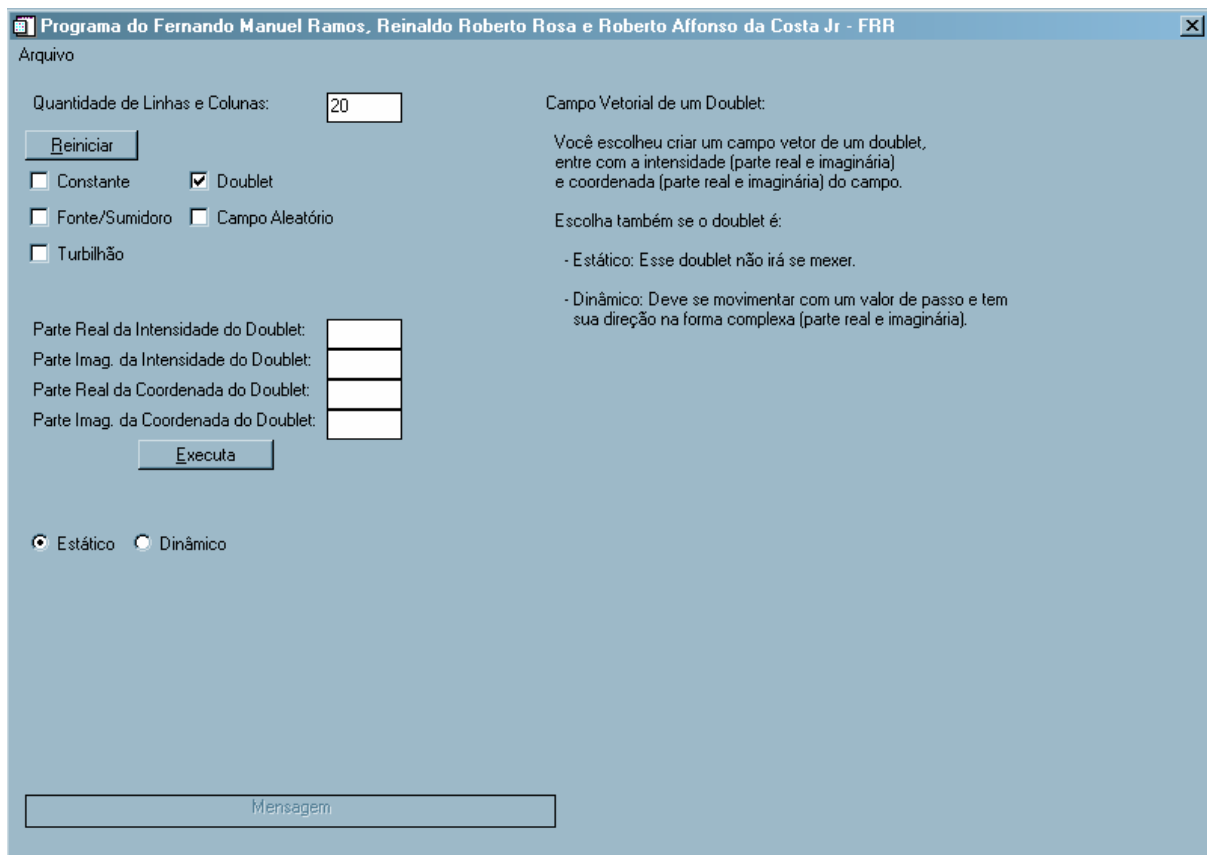 Programa do Fernando Manuel Ramos, Reinaldo Roberto Rosa e Roberto Affonso da Costa Jr - FRR
Arquivo
Quantidade de Linhas e Colunas: 20
Reiniciar
Constante Doublet
Fonte/Sumidoro Campo Aleatório
Turbilhão
Parte Real da Intensidade do Doublet:
Parte Imag. da Intensidade do Doublet:
Parte Real da Coordenada do Doublet:
Parte Imag. da Coordenada do Doublet:
Executa
Estático Dinâmico
Mensagem
Campo Vetorial de um Doublet:
Você escolheu criar um campo vetor de um doublet,
entre com a intensidade (parte real e imaginária)
e coordenada (parte real e imaginária) do campo.
Escolha também se o doublet é:
- Estático: Esse doublet não irá se mexer.
- Dinâmico: Deve se movimentar com um valor de passo e tem
sua direção na forma complexa (parte real e imaginária).